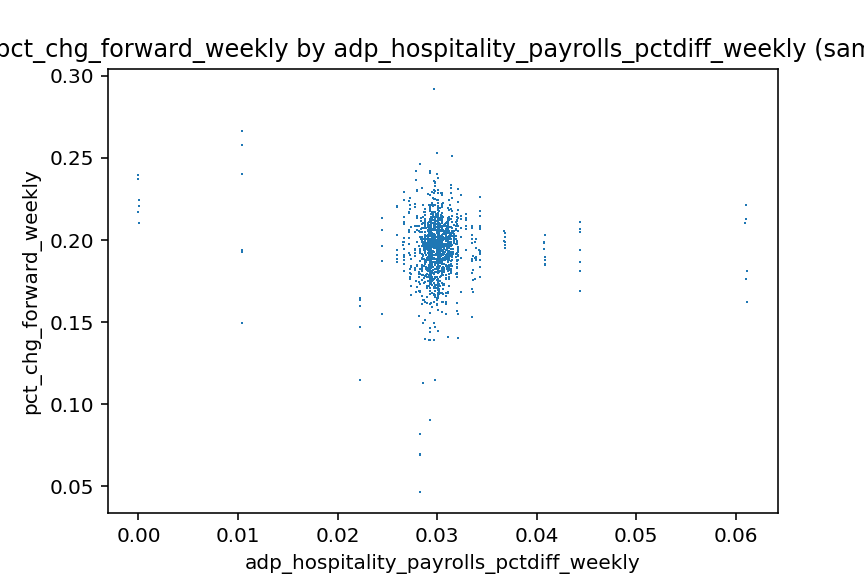 pct_chg_forward_weekly by adp_hospitality_payrolls_pctdiff_weekly (sam
0.30
0.25
0.20
0.15
0.10
0.05
pct_chg_forward_weekly
0.00 0.01 0.02 0.03 0.04 0.05 0.06
adp_hospitality_payrolls_pctdiff_weekly